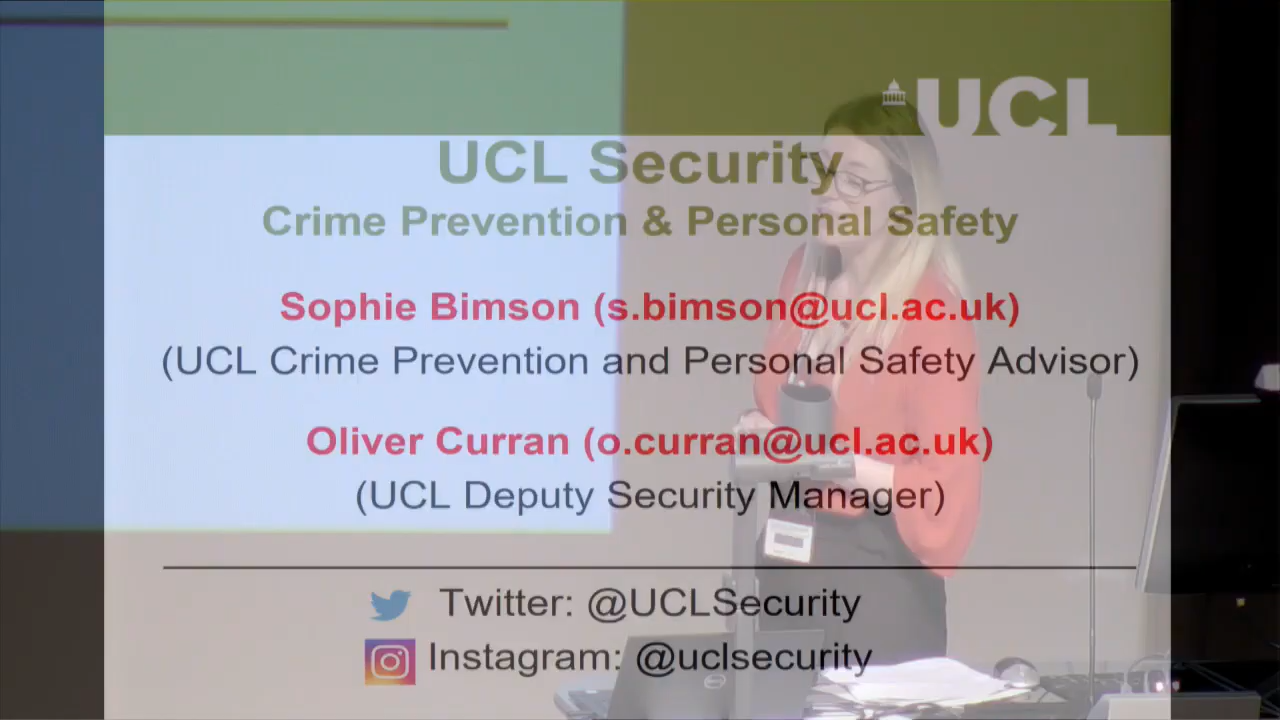 UCL
UCL Security
Crime Prevention & Personal Safety
Sophie Bimson (s.bimson@ucl.ac.uk)
(UCL Crime Prevention and Personal Safety Advisor)
Oliver Curran (o.curran@ucl.ac.uk)
(UCL Deputy Security Manager)
Twitter: @UCLSecurity
Instagram: @uclsecurity